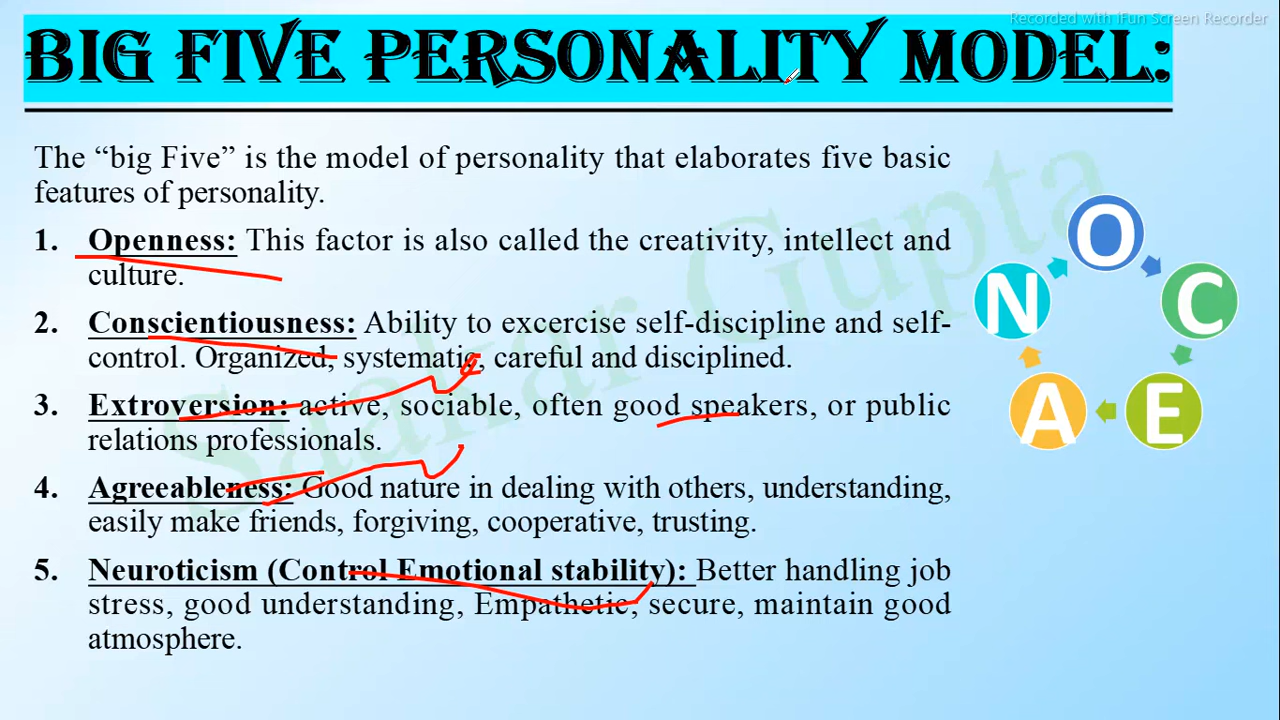 Recorded with iFun Screen Recorder
BIG FIVE PERSONALITY MODEL:
The “big Five” is the model of personality that elaborates five basic
features of personality.
1. Openness: This factor is also called the creativity, intellect and
culture.
2. Conscientiousness: Ability to excercise self-discipline and self-
control. Organized, systematic, careful and disciplined.
3. Extroversion: active, sociable, often good speakers, or public
relations professionals.
4. Agreeableness: Good nature in dealing with others, understanding,
easily make friends, forgiving, cooperative, trusting.
5. Neuroticism (Control Emotional stability): Better handling job
stress, good understanding, Empathetic, secure, maintain good
atmosphere.
O
N C
A E
Saakar Gupta